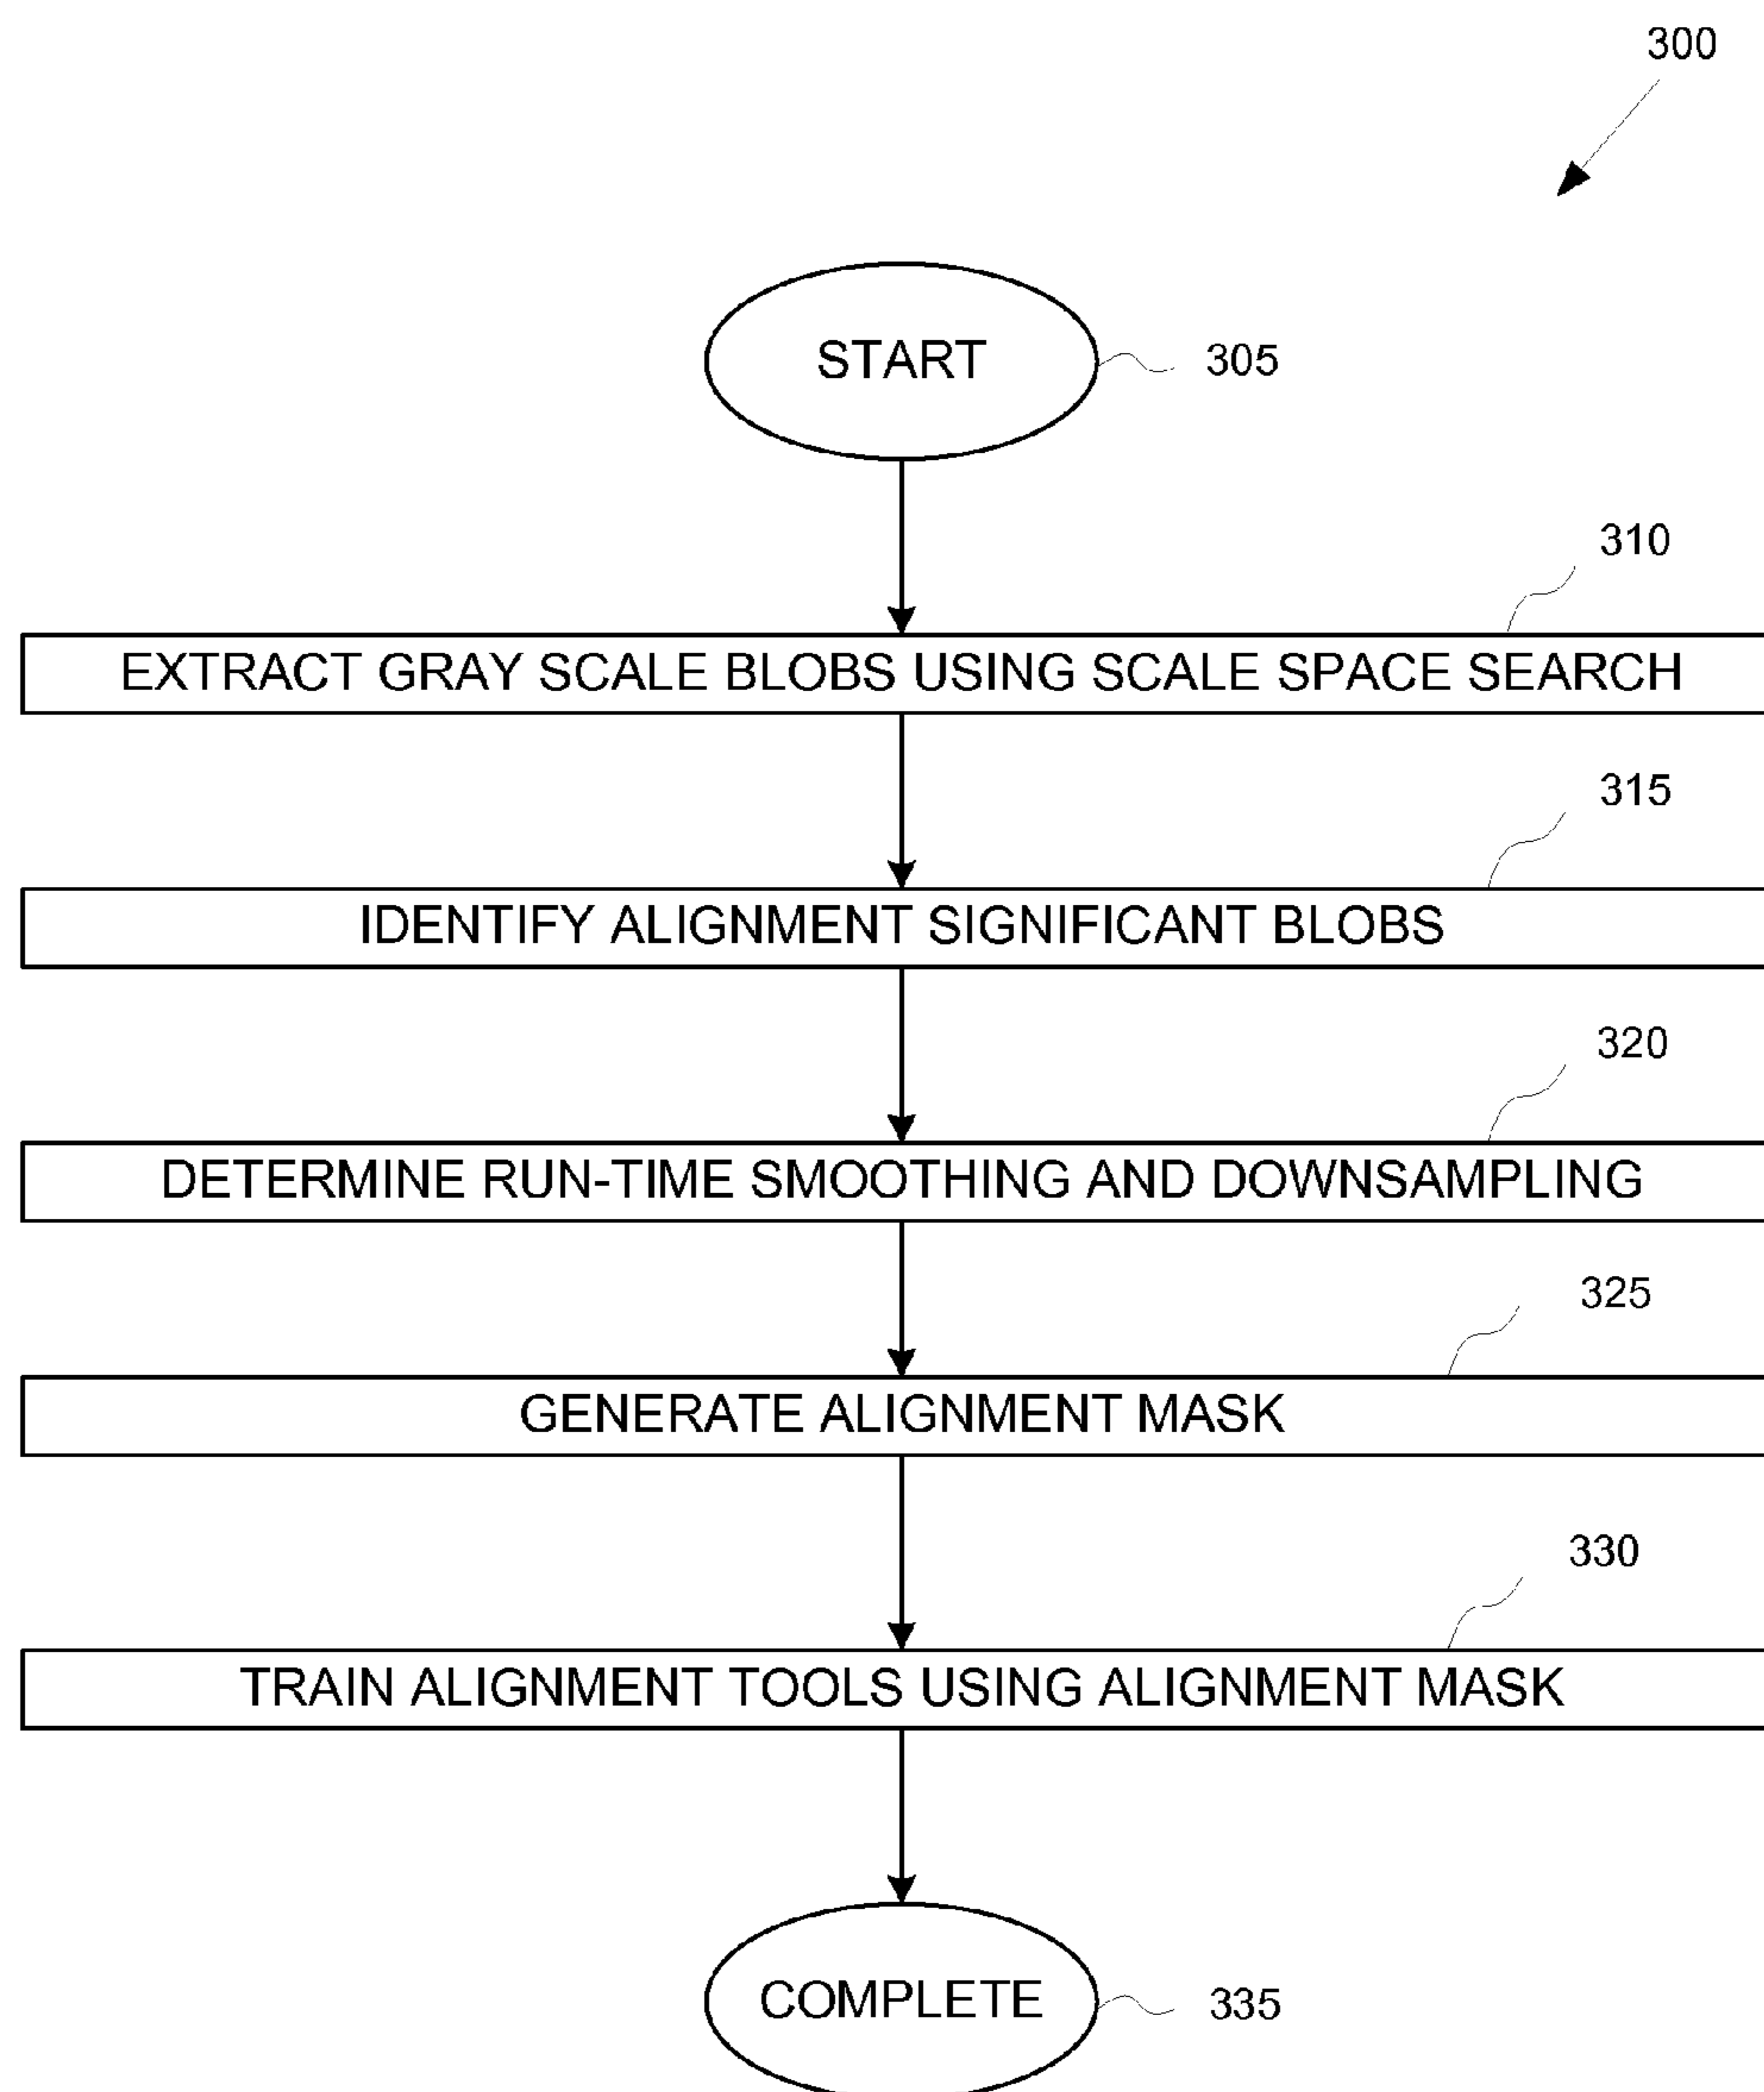 300
START
305
310
EXTRACT GRAY SCALE BLOBS USING SCALE SPACE SEARCH
315
IDENTIFY ALIGNMENT SIGNIFICANT BLOBS
320
DETERMINE RUN-TIME SMOOTHING AND DOWNSAMPLING
325
GENERATE ALIGNMENT MASK
330
TRAIN ALIGNMENT TOOLS USING ALIGNMENT MASK
COMPLETE
335